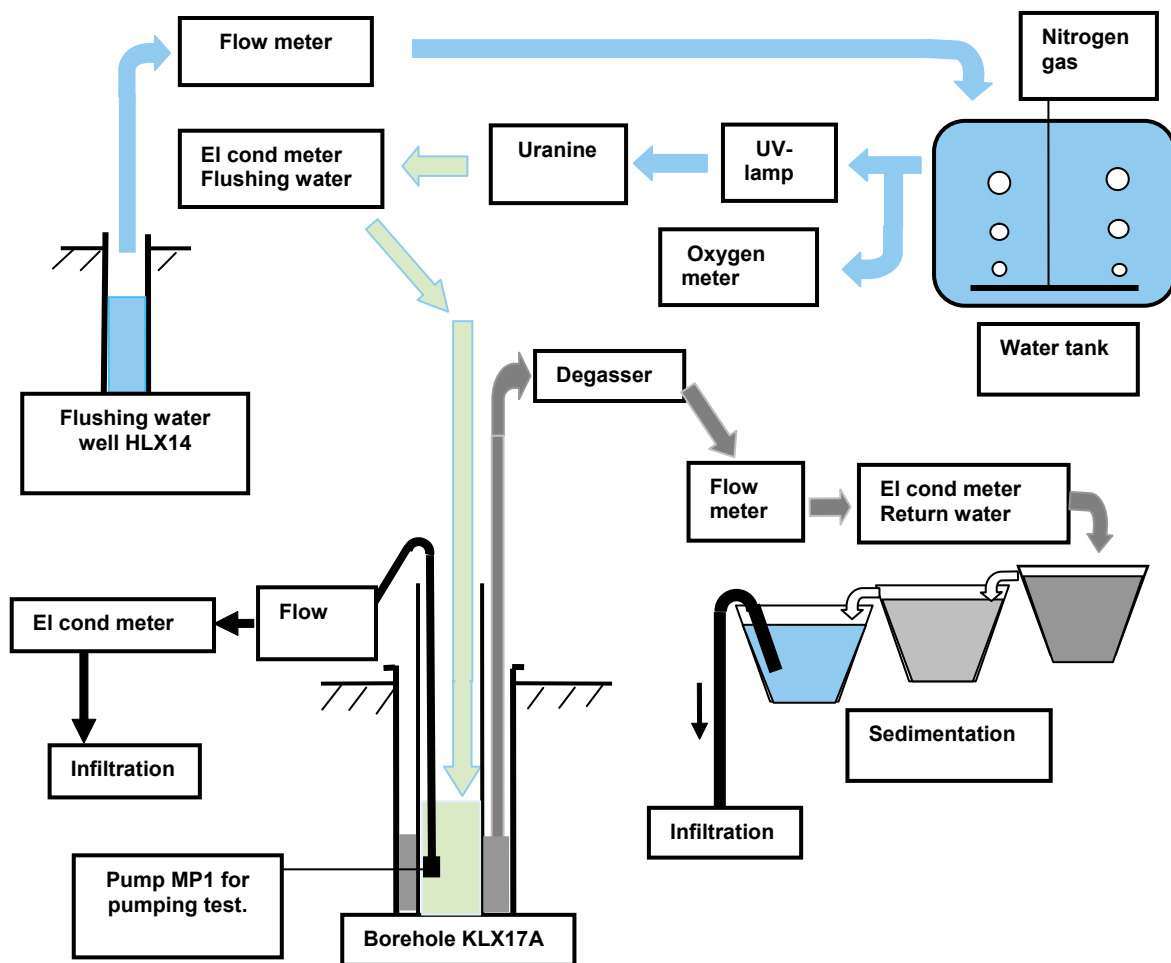 Flow meter
Nitrogen
gas
El cond meter
Flushing water
Uranine
UV-
lamp
Oxygen
meter
Water tank
Flushing water
well HLX14
Degasser
Flow
meter
El cond meter
Return water
El cond meter
Flow
Sedimentation
Infiltration
Infiltration
Pump MP1 for
pumping test.
Borehole KLX17A